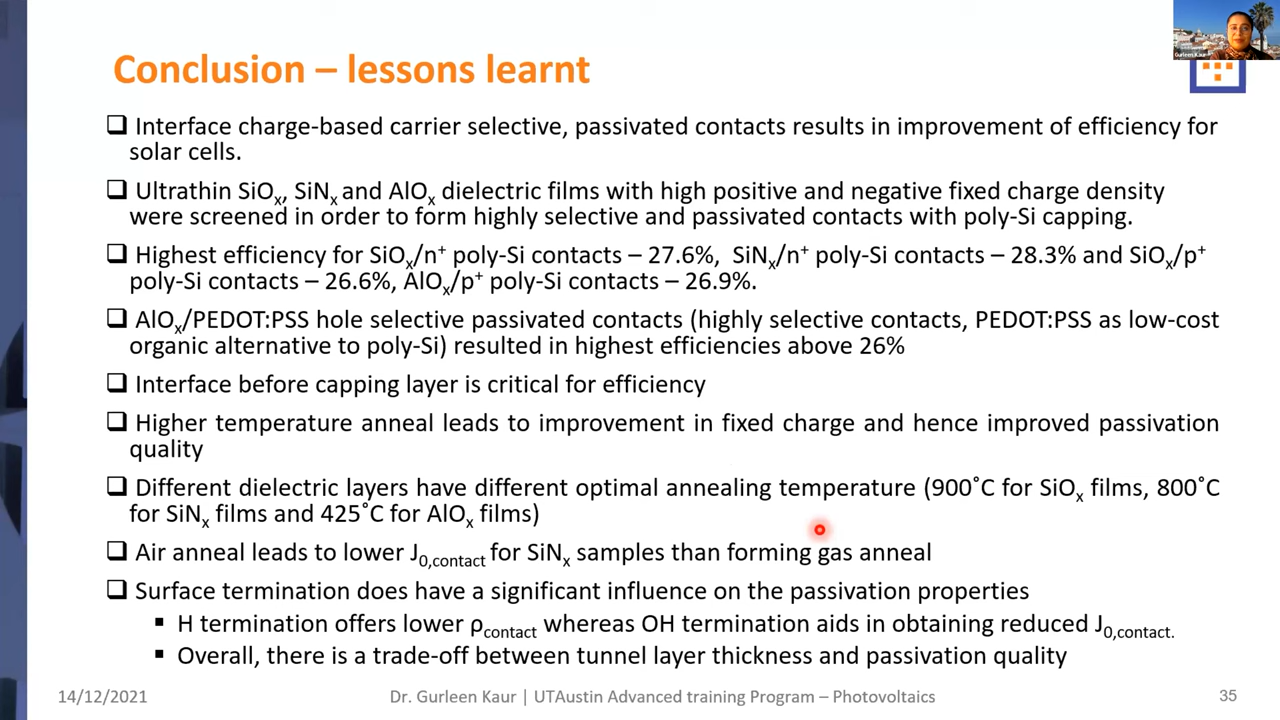 Gurleen Kaur
Conclusion – lessons learnt
❑ Interface charge-based carrier selective, passivated contacts results in improvement of efficiency for
solar cells.
❑ Ultrathin SiOx, SiNx and AlOx dielectric films with high positive and negative fixed charge density
were screened in order to form highly selective and passivated contacts with poly-Si capping.
❑ Highest efficiency for SiOx/n⁺ poly-Si contacts – 27.6%, SiNx/n⁺ poly-Si contacts – 28.3% and SiOx/p⁺
poly-Si contacts – 26.6%, AlOx/p⁺ poly-Si contacts – 26.9%.
❑ AlOx/PEDOT:PSS hole selective passivated contacts (highly selective contacts, PEDOT:PSS as low-cost
organic alternative to poly-Si) resulted in highest efficiencies above 26%
❑ Interface before capping layer is critical for efficiency
❑ Higher temperature anneal leads to improvement in fixed charge and hence improved passivation
quality
❑ Different dielectric layers have different optimal annealing temperature (900˚C for SiOx films, 800˚C
for SiNx films and 425˚C for AlOx films)
❑ Air anneal leads to lower J0,contact for SiNx samples than forming gas anneal
❑ Surface termination does have a significant influence on the passivation properties
▪ H termination offers lower ρcontact whereas OH termination aids in obtaining reduced J0,contact.
▪ Overall, there is a trade-off between tunnel layer thickness and passivation quality
14/12/2021 Dr. Gurleen Kaur | UTAustin Advanced training Program – Photovoltaics 35